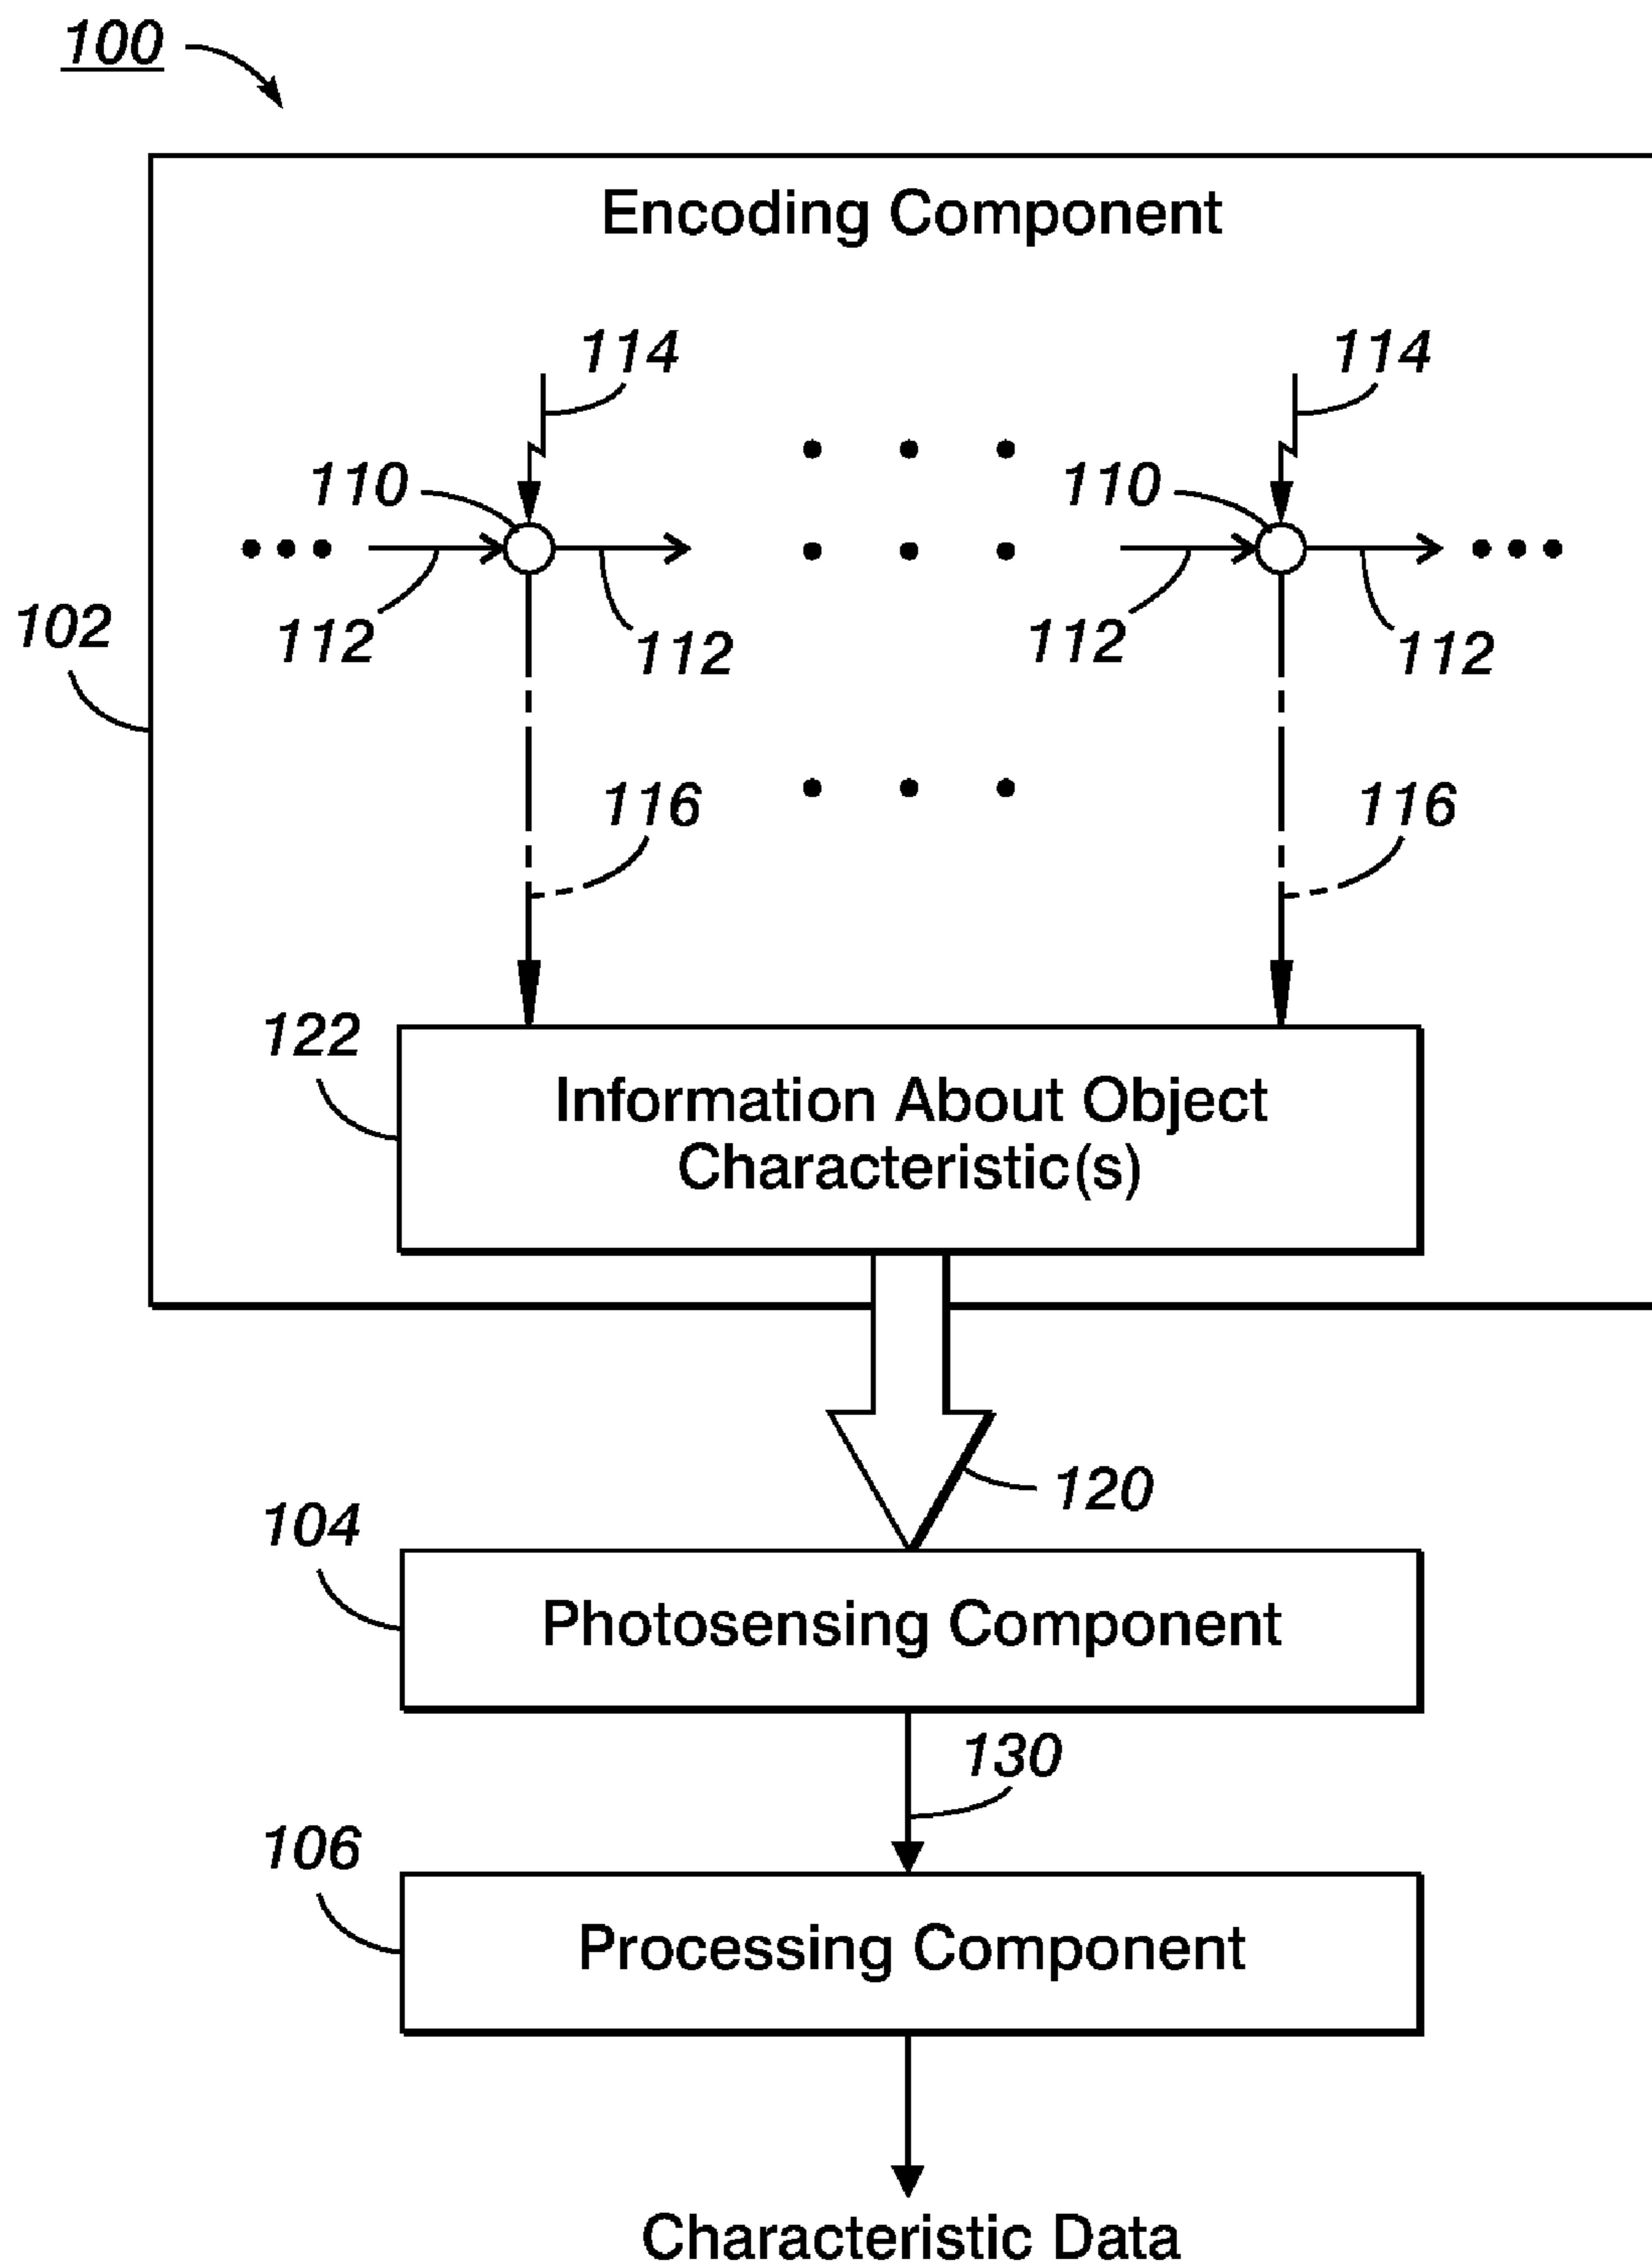 100
Encoding Component
114 114
110 110
102
112 112 112 112
116 116
122
Information About Object
Characteristic(s)
120
104
Photosensing Component
130
106
Processing Component
Characteristic Data